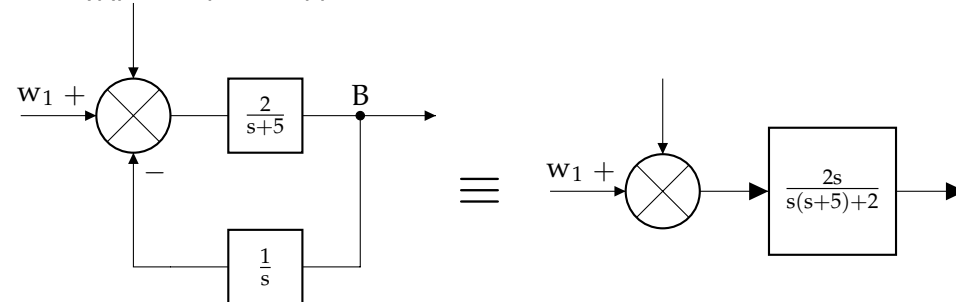 w₁ +
2/(s+5)
B
−
1/s
≡
w₁ +
2s/(s(s+5)+2)